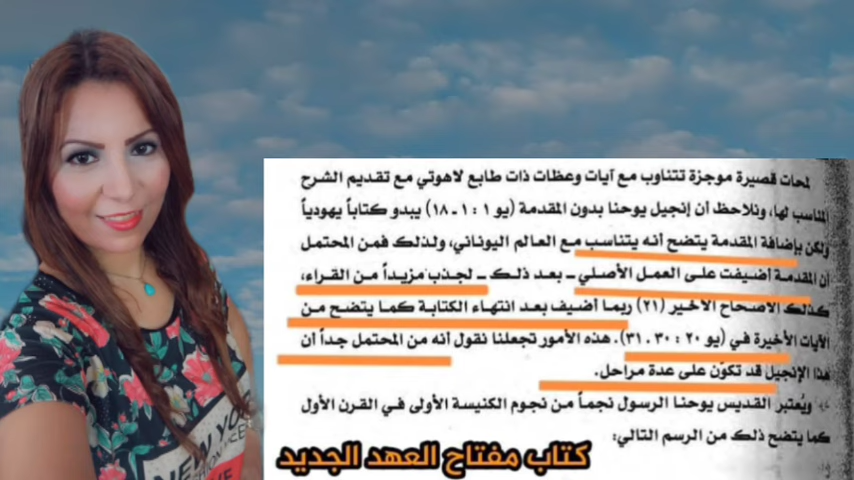 لمحات قصيرة موجزة تتناوب مع آيات وعظات ذات طابع لاهوتي مع تقديم الشرح
المناسب لها، ونلاحظ أن إنجيل يوحنا بدون المقدمة (يو ١ : ١ ـ ١٨) يبدو كتاباً يهودياً
ولكن بإضافة المقدمة يتضح أنه يتناسب مع العالم اليوناني، ولذلك فمن المحتمل
أن المقدمة أضيفت على العمل الأصلي ـ بعد ذلك ـ لجذب مزيداً من القراء،
كذلك الاصحاح الاخير (٢١) ربما أضيف بعد انتهاء الكتابة كما يتضح من
الآيات الأخيرة في (يو ٢٠ : ٣٠ ، ٣١). هذه الأمور تجعلنا نقول أنه من المحتمل جداً أن
هذا الإنجيل قد تكوّن على عدة مراحل.
ويُعتبر القديس يوحنا الرسول نجماً من نجوم الكنيسة الأولى في القرن الأول
كما يتضح ذلك من الرسم التالي:
كتاب مفتاح العهد الجديد
NEW YO